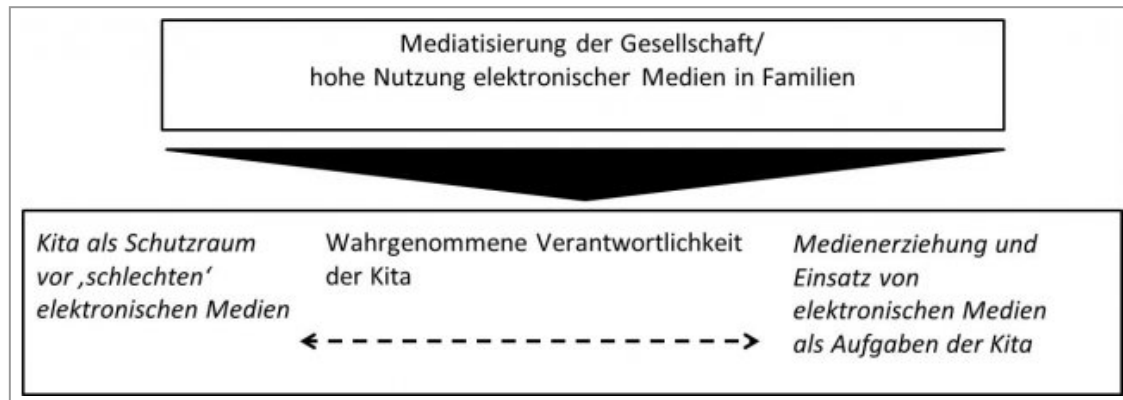 Mediatisierung der Gesellschaft/
hohe Nutzung elektronischer Medien in Familien
Kita als Schutzraum
vor ‚schlechten‘
elektronischen Medien
Wahrgenommene Verantwortlichkeit
der Kita
Medienerziehung und
Einsatz von
elektronischen Medien
als Aufgaben der Kita